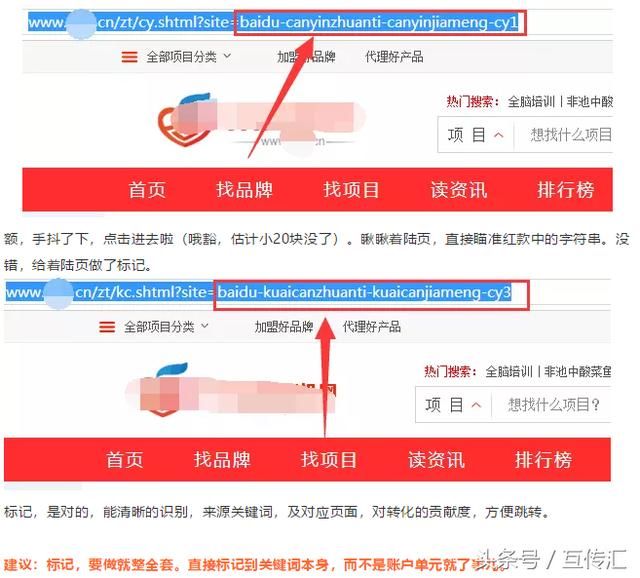 www. cn/zt/cy.shtml?site=baidu-canyinzhuanti-canyinjiameng-cy1
全部项目分类 加盟好品牌 代理好产品
热门搜索: 全脑培训 | 非池中酸
www cn
项 目 想找什么项目
首页 找品牌 找项目 读资讯 排行榜
额，手抖了下，点击进去啦（哦豁，估计小20块没了）。瞅瞅着陆页，直接瞄准红款中的字符串。没
错，给着陆页做了标记。
www. cn/zt/kc.shtml?site=baidu-kuaicanzhuanti-kuaicanjiameng-cy3
全部项目分类 加盟好品牌 代理好产品
热门搜索: 全脑培训 | 非池中酸菜鱼
网
项 目 想找什么项目？
首页 找品牌 找项目 读资讯 排行榜
标记，是对的，能清晰的识别，来源关键词，及对应页面，对转化的贡献度，方便跳转。
建议：标记，要做就整全套。直接标记到关键词本身，而不是账户单元就了事儿。
头条号 / 互传汇